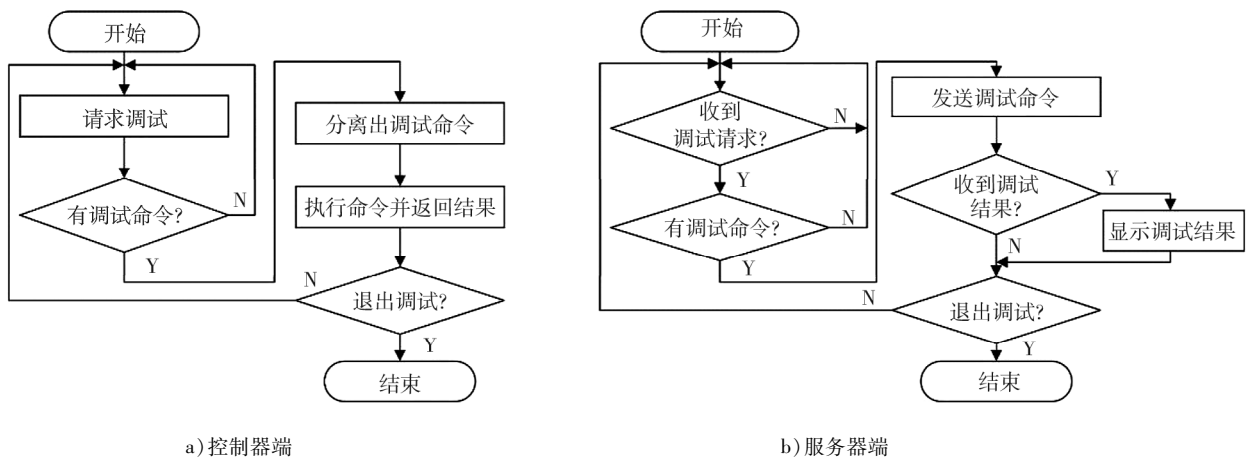 开始
请求调试
有调试命令?
N
Y
分离出调试命令
执行命令并返回结果
N
退出调试?
Y
结束
a)控制器端
开始
收到
调试请求?
N
Y
有调试命令?
N
Y
发送调试命令
收到调试
结果?
Y
N
显示调试结果
N
退出调试?
Y
结束
b)服务器端